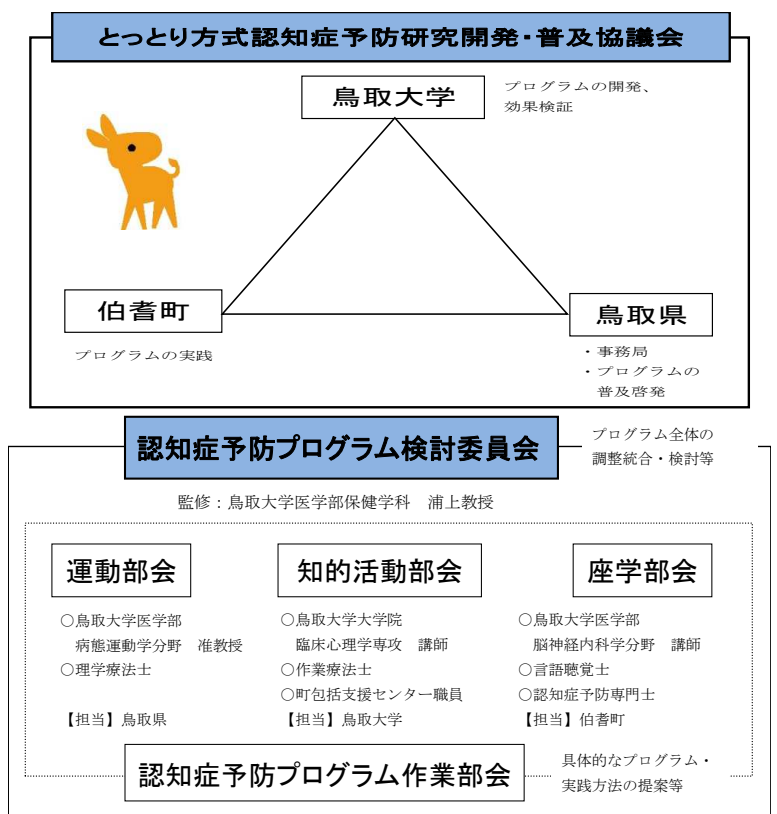 とっとり方式認知症予防研究開発・普及協議会
鳥取大学
プログラムの開発、
効果検証
伯耆町
プログラムの実践
鳥取県
・事務局
・プログラムの
普及啓発
認知症予防プログラム検討委員会
プログラム全体の
調整統合・検討等
監修：鳥取大学医学部保健学科　浦上教授
運動部会
○鳥取大学医学部
病態運動学分野　准教授
○理学療法士
【担当】鳥取県
知的活動部会
○鳥取大学大学院
臨床心理学専攻　講師
○作業療法士
○町包括支援センター職員
【担当】鳥取大学
座学部会
○鳥取大学医学部
脳神経内科学分野　講師
○言語聴覚士
○認知症予防専門士
【担当】伯耆町
認知症予防プログラム作業部会
具体的なプログラム・
実践方法の提案等